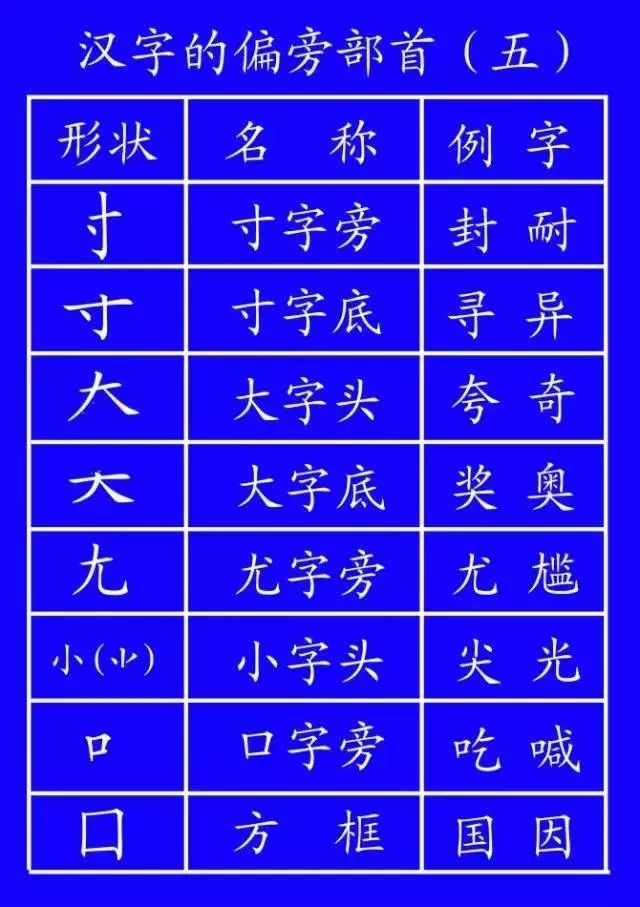 汉字的偏旁部首（五）
形状 名称 例字
寸 寸字旁 封 耐
寸 寸字底 寻 异
大 大字头 夸 奇
大 大字底 奖 奥
尢 尤字旁 尤 尴
小(⺌) 小字头 尖 光
口 口字旁 吃 喊
囗 方框 国 因